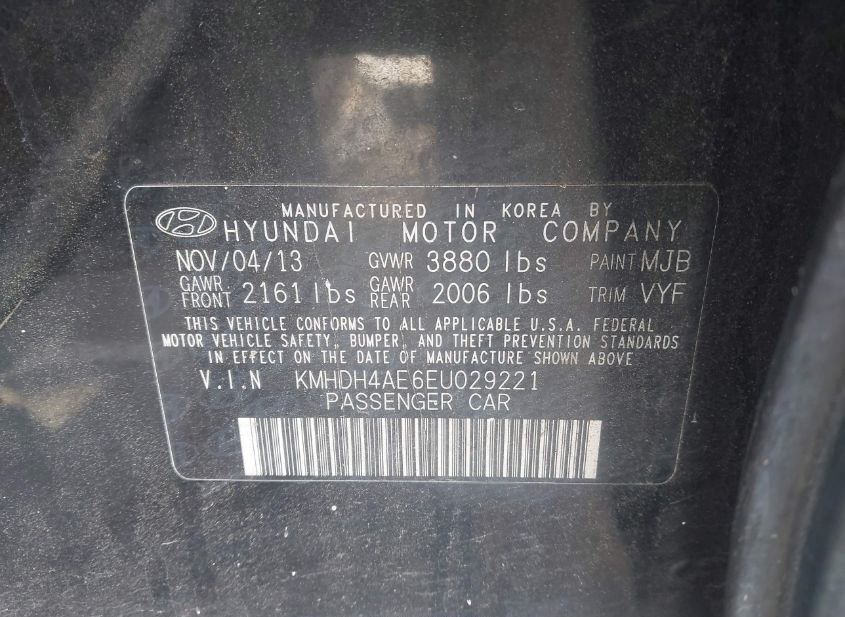 MANUFACTURED IN KOREA BY
HYUNDAI MOTOR COMPANY
NOV/04/13 GVWR 3880 lbs PAINT MJB
GAWR FRONT 2161 lbs GAWR REAR 2006 lbs TRIM VYF
THIS VEHICLE CONFORMS TO ALL APPLICABLE U.S.A. FEDERAL
MOTOR VEHICLE SAFETY, BUMPER, AND THEFT PREVENTION STANDARDS
IN EFFECT ON THE DATE OF MANUFACTURE SHOWN ABOVE
V.I.N KMHDH4AE6EU029221
PASSENGER CAR